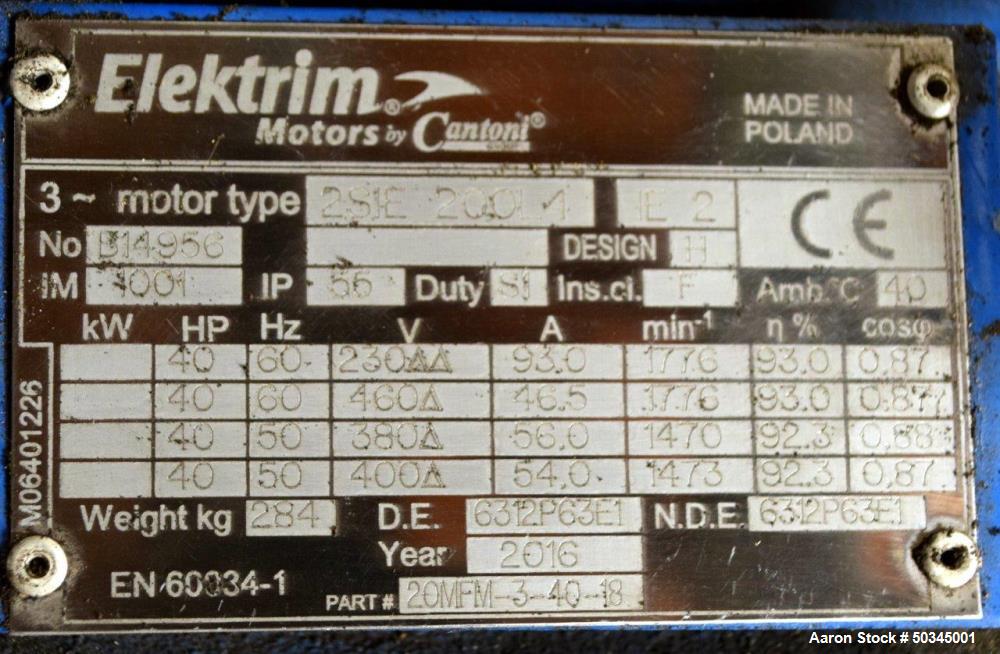 Elektrim®
Motors by Cantoni®
MADE IN
POLAND
3 ~ motor type 2SIE 200L4 IE 2
CE
No B14956 DESIGN H
IM 1001 IP 55 Duty S1 Ins.cl. F Amb.°C 40
kW HP Hz V A min-1 η % cosφ
40 60 230ΔΔ 93.0 1776 93.0 0,87
40 60 460Δ 46.5 1776 93.0 0.87
40 50 380Δ 56.0 1470 92.3 0,88
40 50 400Δ 54,0 1473 92.3 0,87
M06401226
Weight kg 284 D.E. 6312P63E1 N.D.E. 6312P63E1
Year 2016
EN 60034-1 PART # 20MFM-3-40-18
Aaron Stock # 50345001